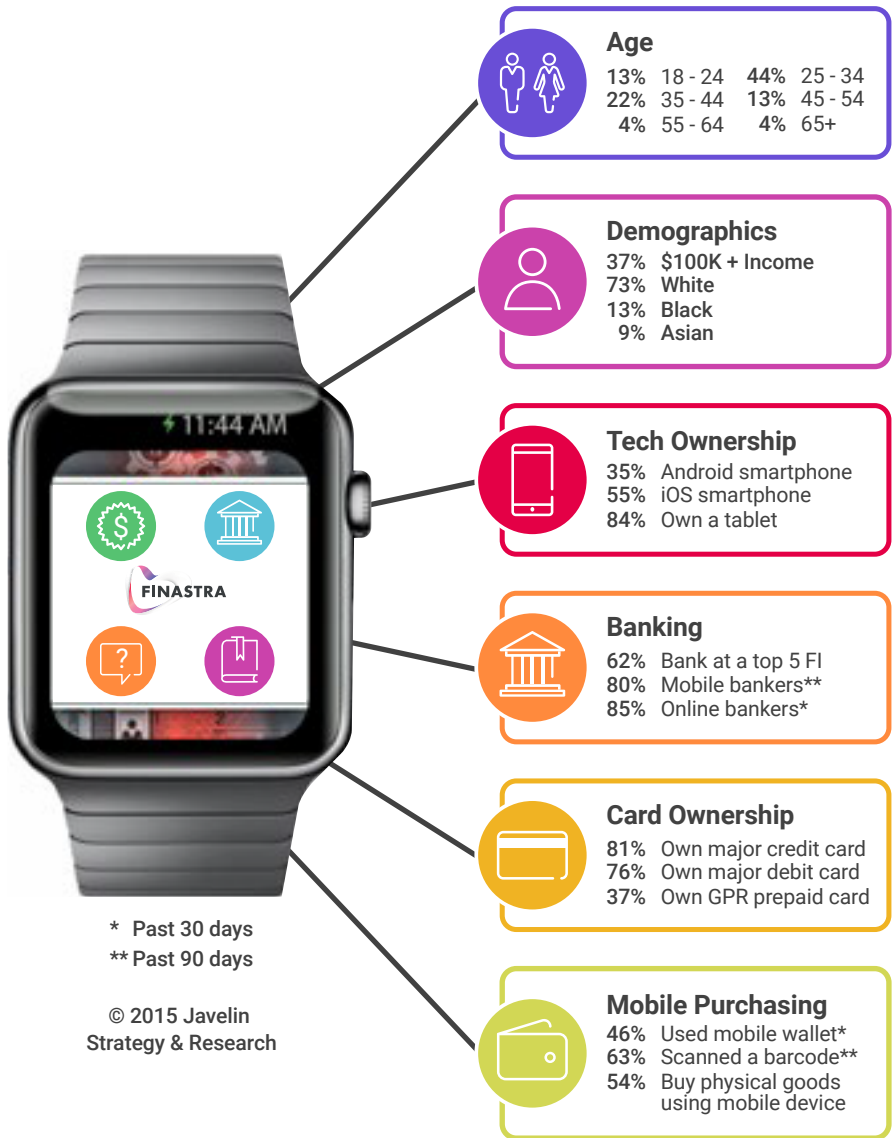 Age
13% 18 - 24 44% 25 - 34
22% 35 - 44 13% 45 - 54
4% 55 - 64 4% 65+
Demographics
37% $100K + Income
73% White
13% Black
9% Asian
11:44 AM
$
FINASTRA
?
Tech Ownership
35% Android smartphone
55% iOS smartphone
84% Own a tablet
Banking
62% Bank at a top 5 FI
80% Mobile bankers**
85% Online bankers*
Card Ownership
81% Own major credit card
76% Own major debit card
37% Own GPR prepaid card
* Past 30 days
** Past 90 days
© 2015 Javelin
Strategy & Research
Mobile Purchasing
46% Used mobile wallet*
63% Scanned a barcode**
54% Buy physical goods
using mobile device